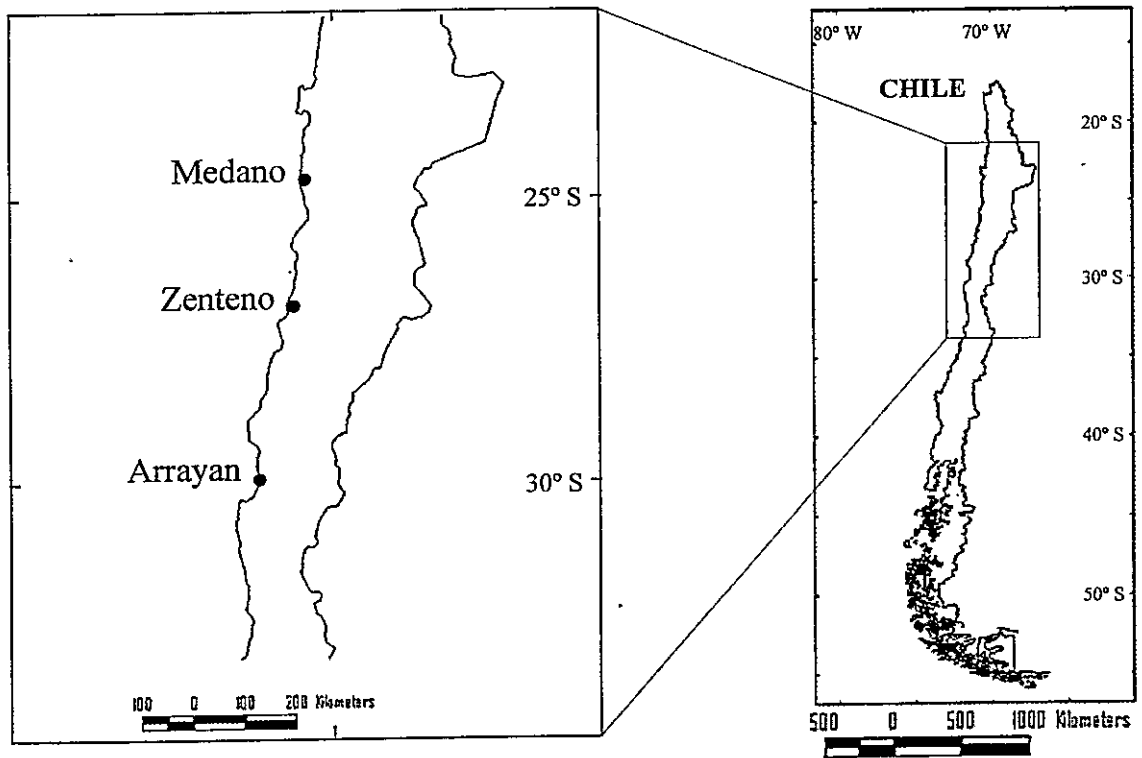 Medano
25° S
Zenteno
Arrayan
30° S
100 0 100 200 Kilometers
80° W 70° W
CHILE
20° S
30° S
40° S
50° S
500 0 500 1000 Kilometers